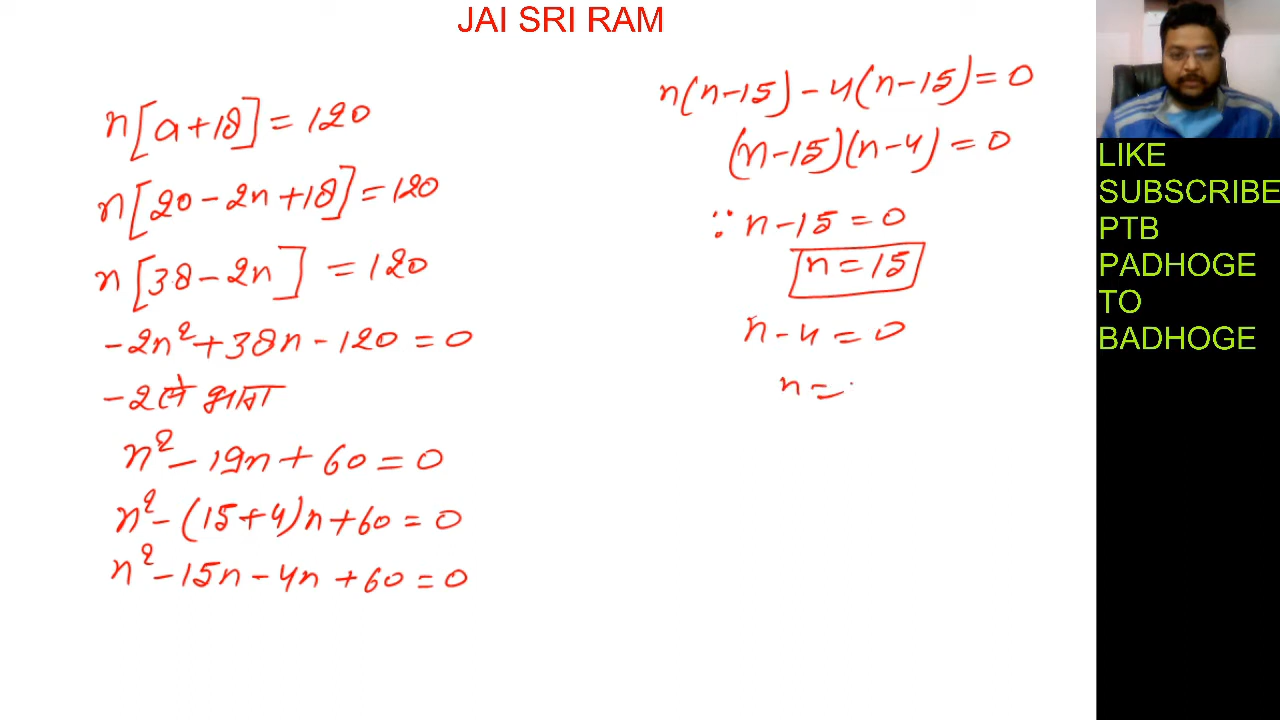 JAI SRI RAM
n[a+18] = 120
n[20-2n+18] = 120
n[38-2n] = 120
-2n²+38n-120=0
-2 से भाग
n²-19n+60=0
n²-(15+4)n+60=0
n²-15n-4n+60=0
n(n-15)-4(n-15)=0
(n-15)(n-4)=0
∵ n-15=0
n=15
n-4=0
n=
LIKE
SUBSCRIBE
PTB
PADHOGE
TO
BADHOGE